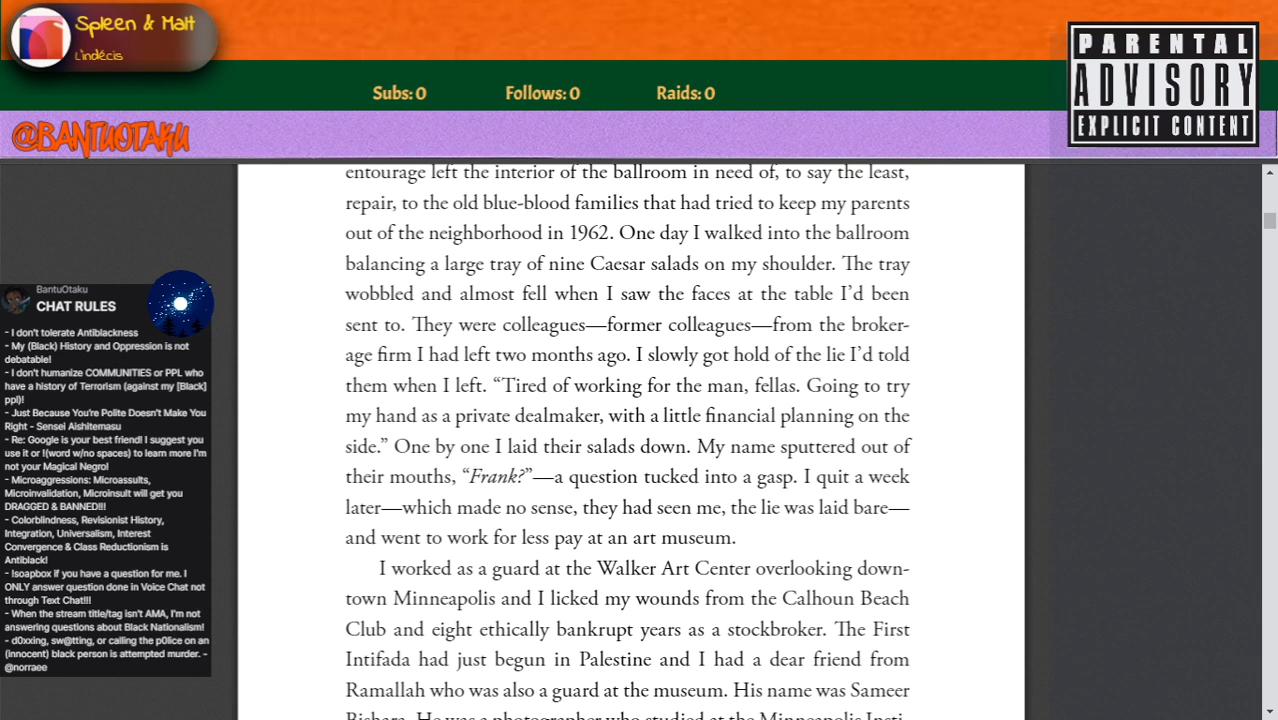 Spleen & Malt
L'indécis
PARENTAL
ADVISORY
EXPLICIT CONTENT
Subs: 0 Follows: 0 Raids: 0
@BANTUOTAKU
BantuOtaku
CHAT RULES
- I don't tolerate Antiblackness
- My (Black) History and Oppression is not
debatable!
- I don't humanize COMMUNITIES or PPL who
have a history of Terrorism (against my [Black]
ppl)!
- Just Because You're Polite Doesn't Make You
Right - Sensei Aishitemasu
- Re: Google is your best friend! I suggest you
use it or !(word w/no spaces) to learn more I'm
not your Magical Negro!
- Microaggressions: Microassults,
Microinvalidation, Microinsult will get you
DRAGGED & BANNED!!!
- Colorblindness, Revisionist History,
Integration, Universalism, Interest
Convergence & Class Reductionism is
Antiblack!
- !soapbox if you have a question for me. I
ONLY answer question done in Voice Chat not
through Text Chat!!!
- When the stream title/tag isn't AMA, I'm not
answering questions about Black Nationalism!
- d0xxing, sw@tting, or calling the p0lice on an
(innocent) black person is attempted murder. -
@norraee
entourage left the interior of the ballroom in need of, to say the least,
repair, to the old blue-blood families that had tried to keep my parents
out of the neighborhood in 1962. One day I walked into the ballroom
balancing a large tray of nine Caesar salads on my shoulder. The tray
wobbled and almost fell when I saw the faces at the table I'd been
sent to. They were colleagues—former colleagues—from the broker-
age firm I had left two months ago. I slowly got hold of the lie I'd told
them when I left. “Tired of working for the man, fellas. Going to try
my hand as a private dealmaker, with a little financial planning on the
side.” One by one I laid their salads down. My name sputtered out of
their mouths, “Frank?”—a question tucked into a gasp. I quit a week
later—which made no sense, they had seen me, the lie was laid bare—
and went to work for less pay at an art museum.
I worked as a guard at the Walker Art Center overlooking down-
town Minneapolis and I licked my wounds from the Calhoun Beach
Club and eight ethically bankrupt years as a stockbroker. The First
Intifada had just begun in Palestine and I had a dear friend from
Ramallah who was also a guard at the museum. His name was Sameer
Bishara. He was a photographer who studied at the Minneapolis Insti-